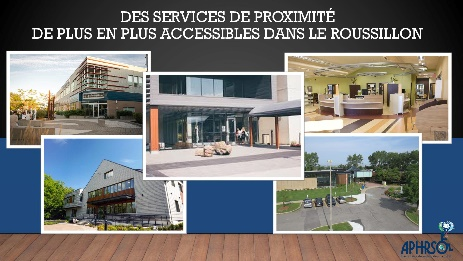 DES SERVICES DE PROXIMITÉ
DE PLUS EN PLUS ACCESSIBLES DANS LE ROUSSILLON
APHRSO